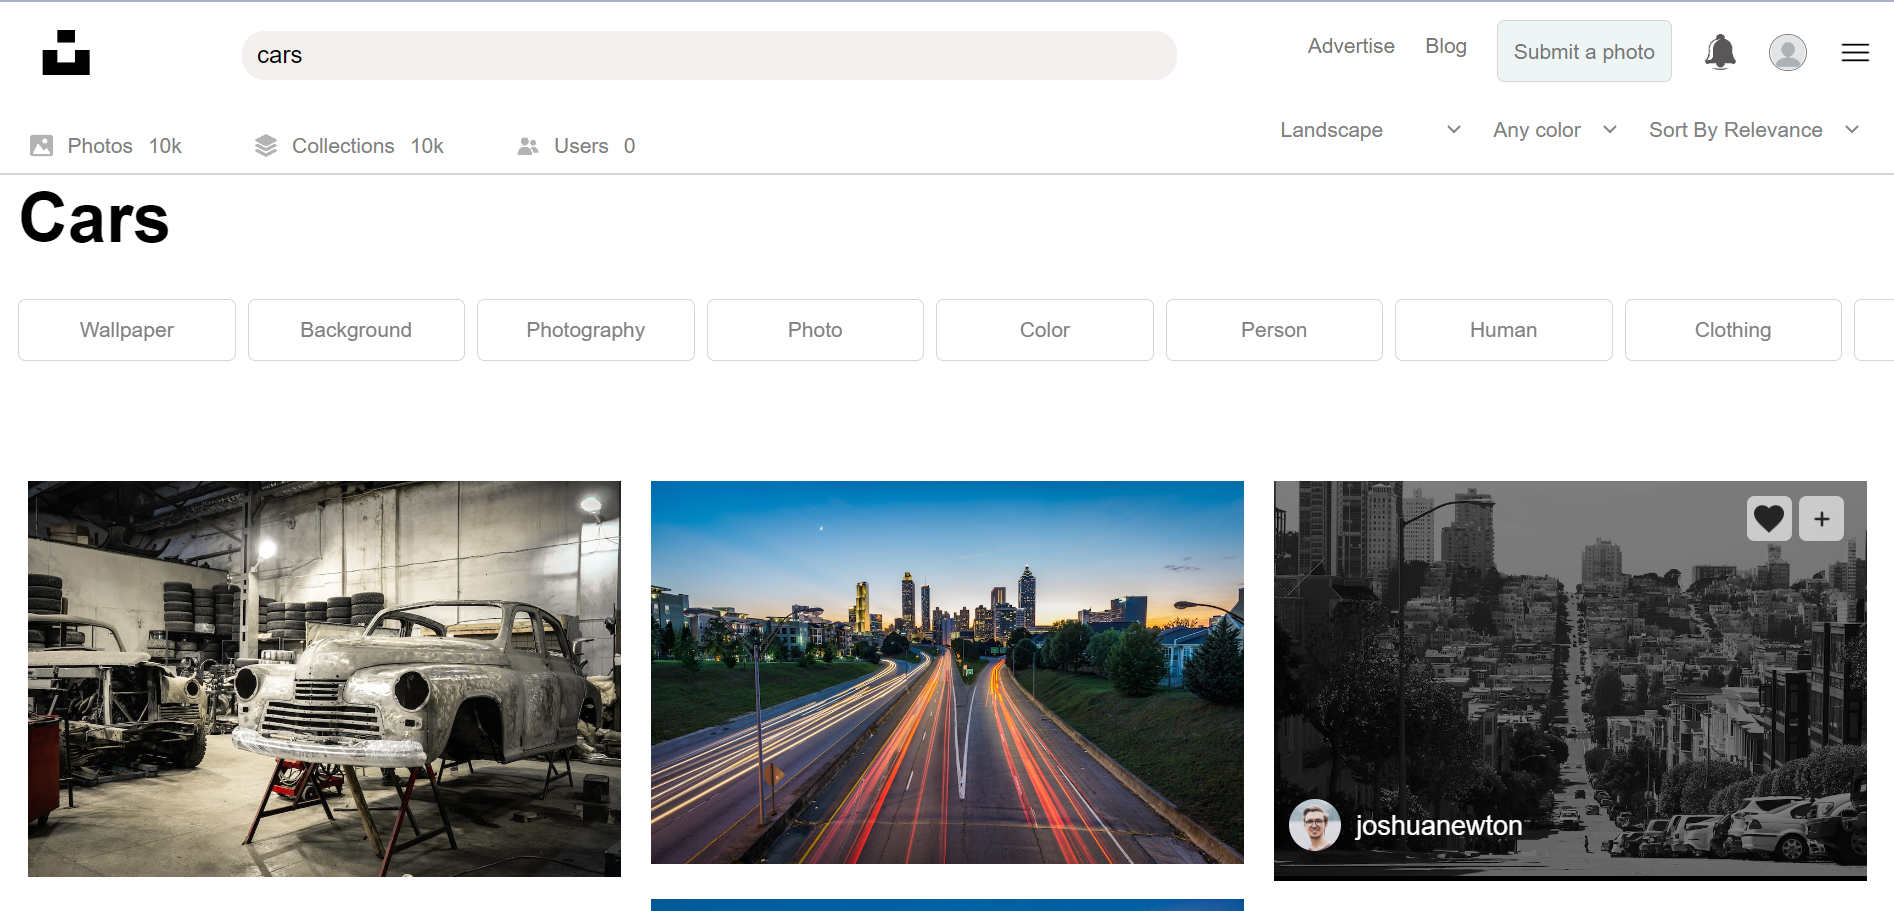 cars
Advertise
Blog
Submit a photo
Photos 10k
Collections 10k
Users 0
Landscape
Any color
Sort By Relevance
Cars
Wallpaper
Background
Photography
Photo
Color
Person
Human
Clothing
joshuanewton